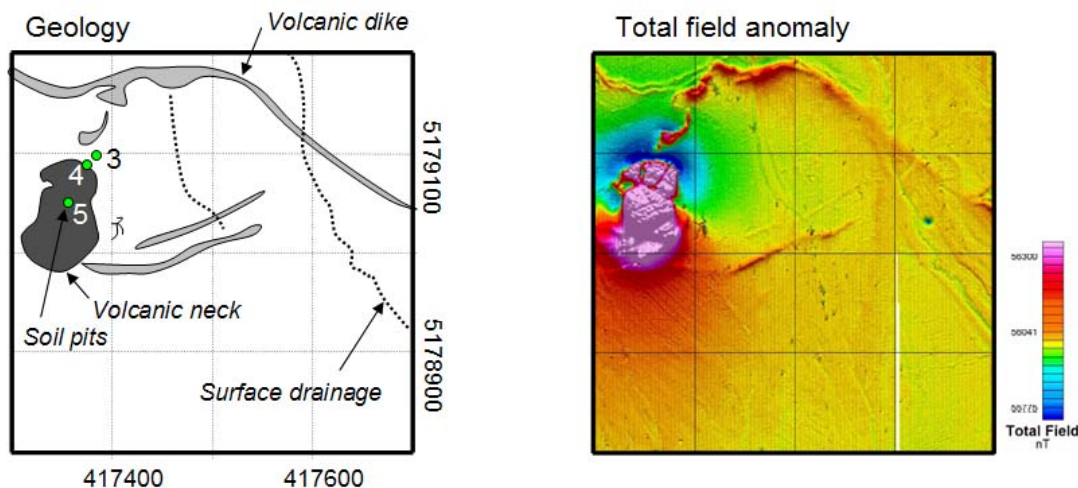 Geology
Volcanic dike
3
4
5
Volcanic neck
Soil pits
Surface drainage
5179100
5178900
417400
417600
Total field anomaly
56300
56041
55775
Total Field
nT